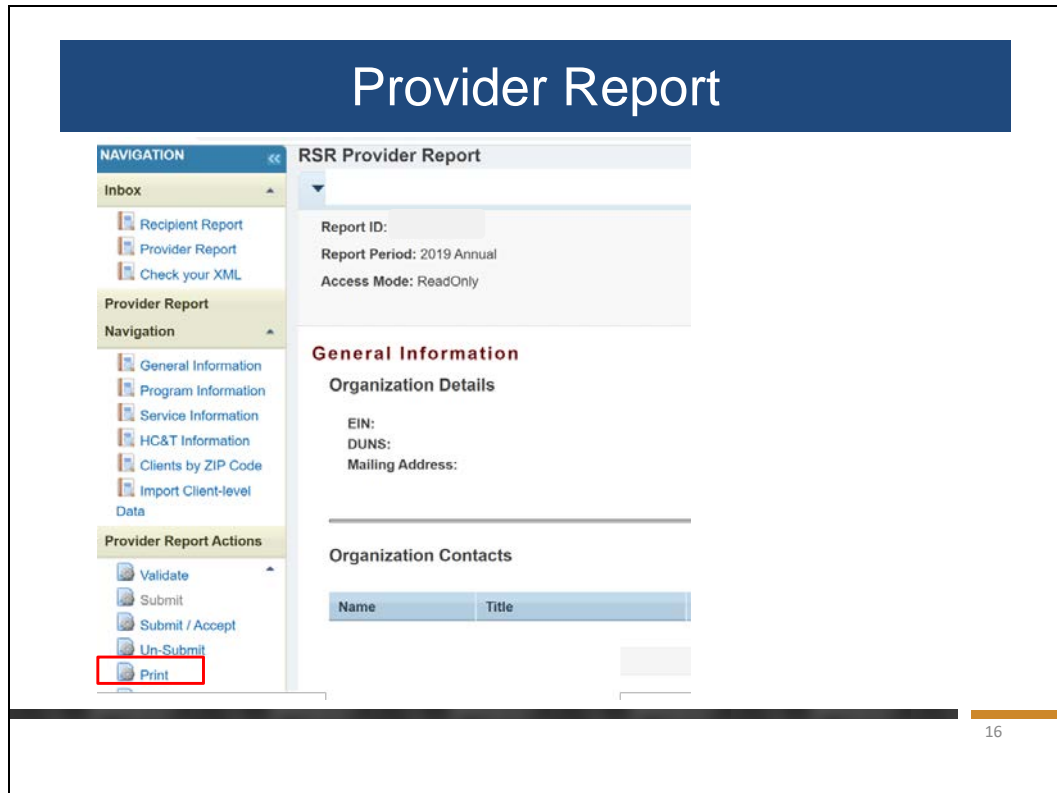 Provider Report
NAVIGATION «
Inbox
Recipient Report
Provider Report
Check your XML
Provider Report
Navigation
General Information
Program Information
Service Information
HC&T Information
Clients by ZIP Code
Import Client-level
Data
Provider Report Actions
Validate
Submit
Submit / Accept
Un-Submit
Print
RSR Provider Report
Report ID:
Report Period: 2019 Annual
Access Mode: ReadOnly
General Information
Organization Details
EIN:
DUNS:
Mailing Address:
Organization Contacts
Name Title
16